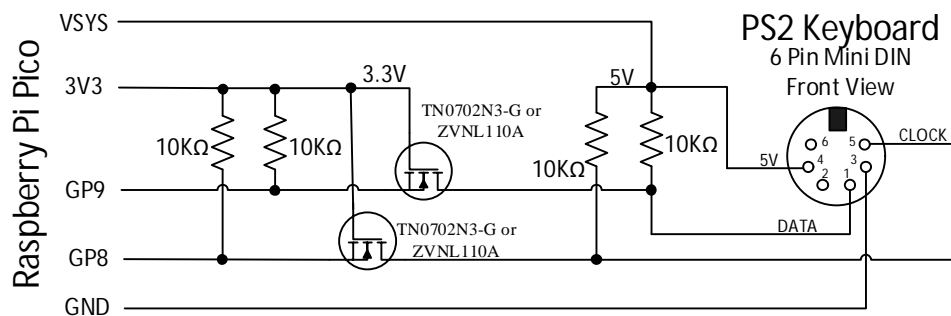 Raspberry Pi Pico
VSYS
3V3
GP9
GP8
GND
3.3V
5V
10KΩ
10KΩ
10KΩ
10KΩ
TN0702N3-G or
ZVNL110A
TN0702N3-G or
ZVNL110A
PS2 Keyboard
6 Pin Mini DIN
Front View
6
5
4
3
2
1
5V
CLOCK
DATA